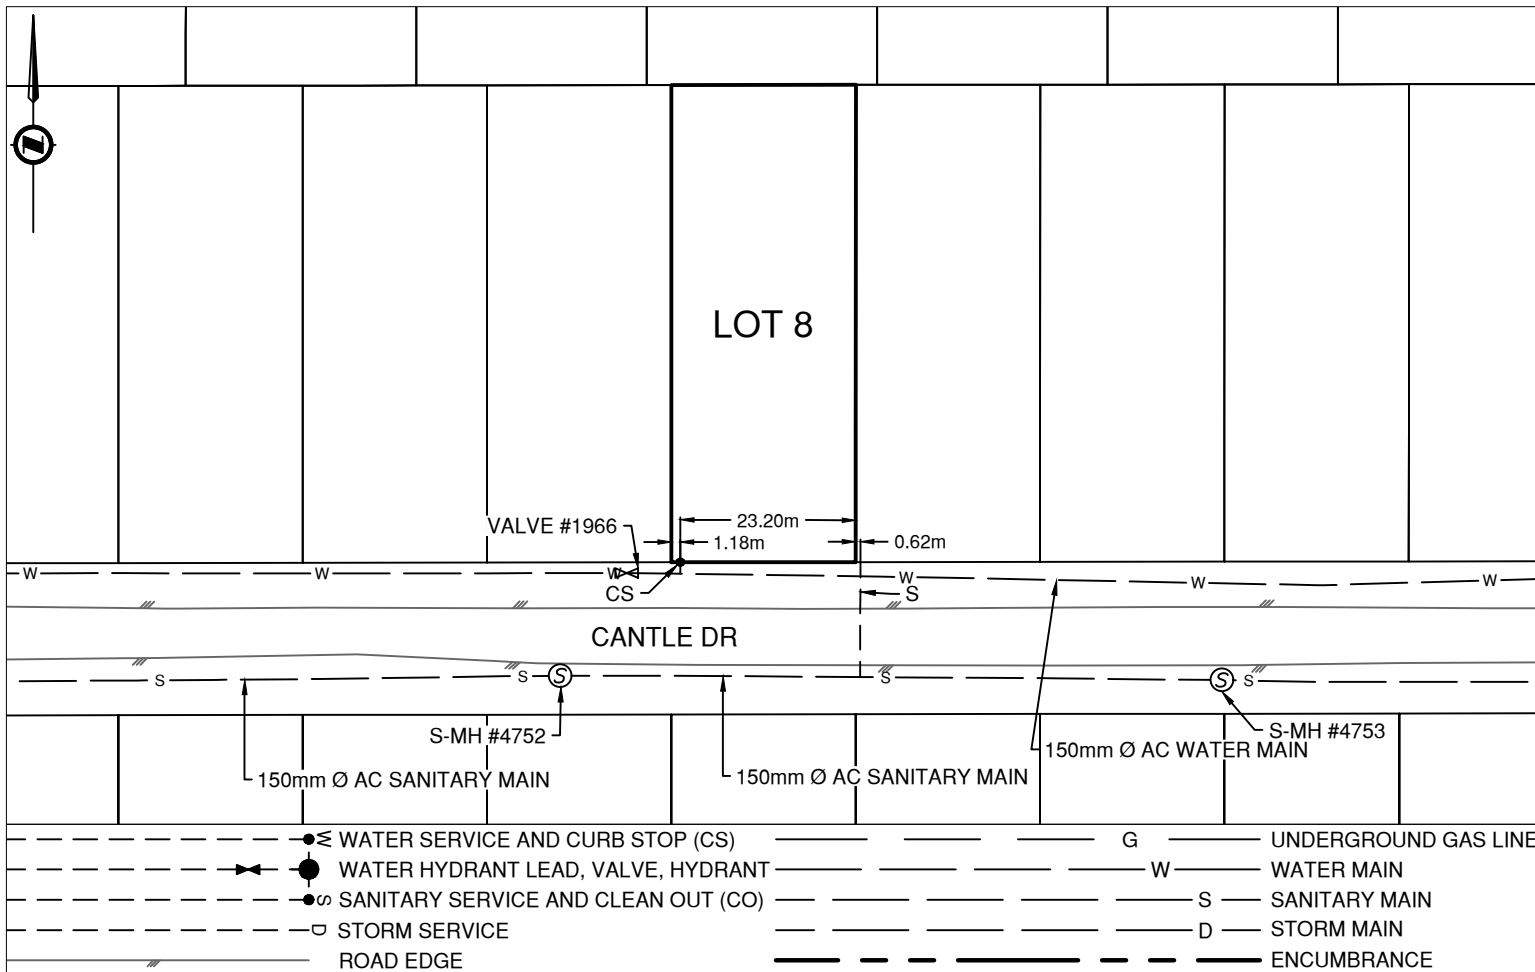 N
LOT 8
23.20m
VALVE #1966
1.18m
0.62m
W
W
W
W
W
W
CS
S
CANTLE DR
S
S
S
S
S
S
S-MH #4752
S-MH #4753
150mm Ø AC WATER MAIN
150mm Ø AC SANITARY MAIN
150mm Ø AC SANITARY MAIN
W WATER SERVICE AND CURB STOP (CS)
G UNDERGROUND GAS LINE
WATER HYDRANT LEAD, VALVE, HYDRANT
W WATER MAIN
S SANITARY SERVICE AND CLEAN OUT (CO)
S SANITARY MAIN
D STORM SERVICE
D STORM MAIN
ROAD EDGE
ENCUMBRANCE